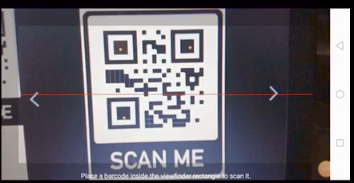 E
SCAN ME
Place a barcode inside the viewfinder rectangle to scan it.